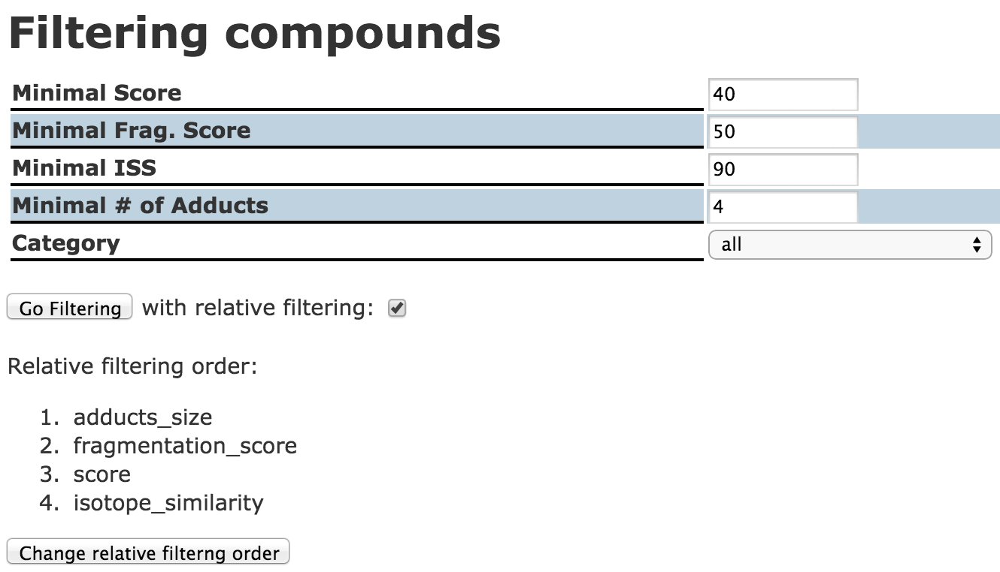 Filtering compounds
Minimal Score 40
Minimal Frag. Score 50
Minimal ISS 90
Minimal # of Adducts 4
Category all
Go Filtering with relative filtering:
Relative filtering order:
1. adducts_size
2. fragmentation_score
3. score
4. isotope_similarity
Change relative filterng order